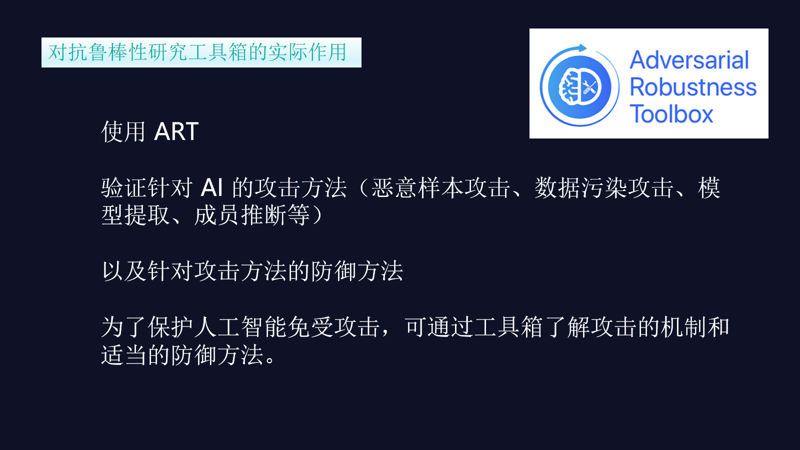 对抗鲁棒性研究工具箱的实际作用
Adversarial
Robustness
Toolbox
使用 ART
验证针对 AI 的攻击方法（恶意样本攻击、数据污染攻击、模
型提取、成员推断等）
以及针对攻击方法的防御方法
为了保护人工智能免受攻击，可通过工具箱了解攻击的机制和
适当的防御方法。